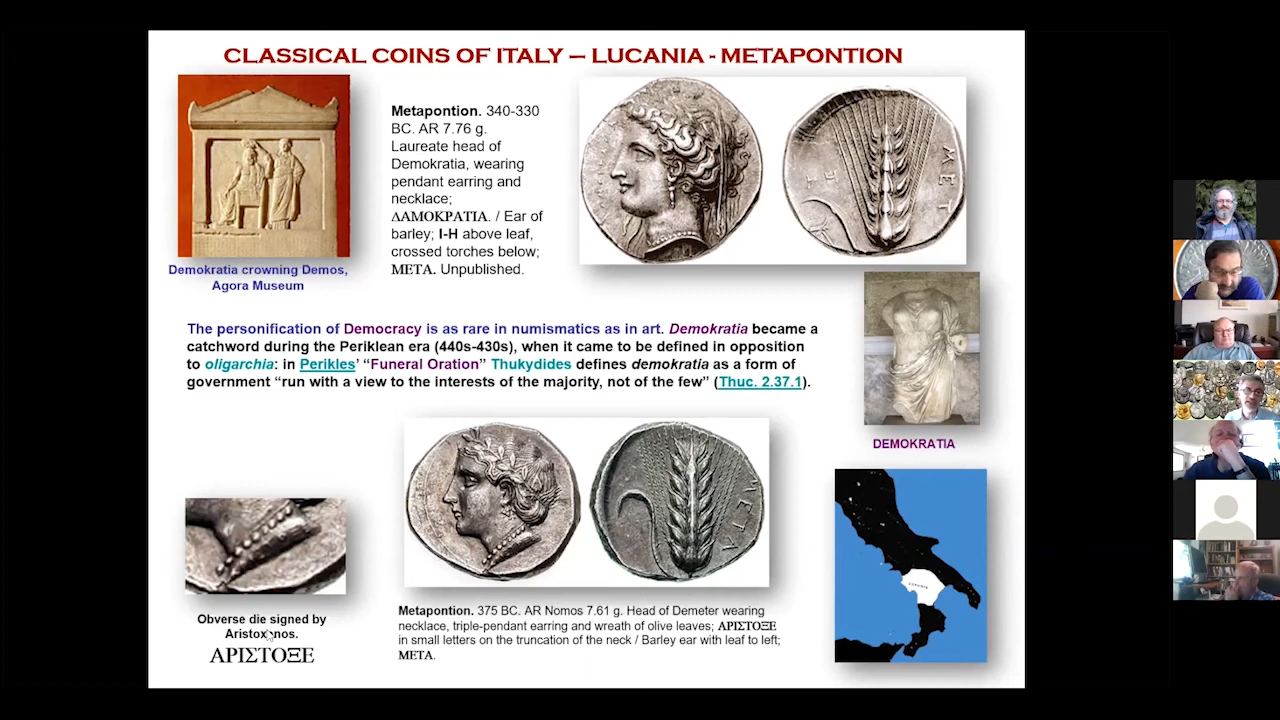 CLASSICAL COINS OF ITALY – LUCANIA - METAPONTION
Metapontion. 340-330
BC. AR 7.76 g.
Laureate head of
Demokratia, wearing
pendant earring and
necklace;
ΔΑΜΟΚΡΑΤΙΑ. / Ear of
barley; I-H above leaf,
crossed torches below;
META. Unpublished.
Demokratia crowning Demos,
Agora Museum
The personification of Democracy is as rare in numismatics as in art. Demokratia became a
catchword during the Periklean era (440s-430s), when it came to be defined in opposition
to oligarchia: in Perikles’ “Funeral Oration” Thukydides defines demokratia as a form of
government “run with a view to the interests of the majority, not of the few” (Thuc. 2.37.1).
DEMOKRATIA
Obverse die signed by
Aristoxenos.
ΑΡΙΣΤΟΞΕ
Metapontion. 375 BC. AR Nomos 7.61 g. Head of Demeter wearing
necklace, triple-pendant earring and wreath of olive leaves; ΑΡΙΣΤΟΞΕ
in small letters on the truncation of the neck / Barley ear with leaf to left;
META.
ΜΕΤ
ΜΕΤΑ